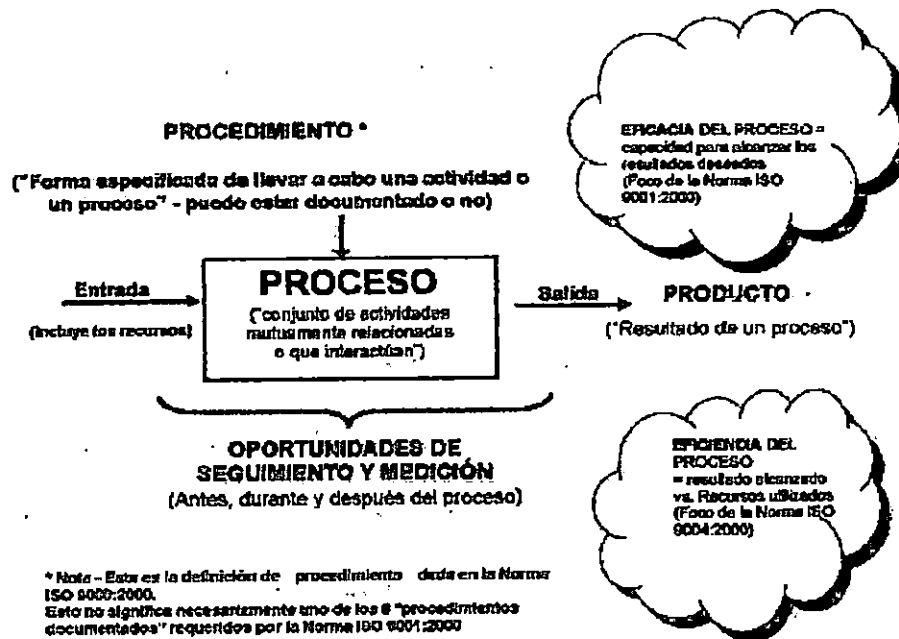 PROCEDIMIENTO *
("Forma especificada de llevar a cabo una actividad o
un proceso" - puede estar documentado o no)
EFICACIA DEL PROCESO =
capacidad para alcanzar los
resultados deseados
(Foco de la Norma ISO
9001:2000)
Entrada
(Incluye los recursos)
PROCESO
("conjunto de actividades
mutuamente relacionadas
o que interactúan")
Salida
PRODUCTO
("Resultado de un proceso")
OPORTUNIDADES DE
SEGUIMIENTO Y MEDICIÓN
(Antes, durante y después del proceso)
EFICIENCIA DEL
PROCESO
= resultado alcanzado
vs. Recursos utilizados
(Foco de la Norma ISO
9004:2000)
* Nota – Esta es la definición de procedimiento dada en la Norma
ISO 9000:2000.
Esto no significa necesariamente uno de los 6 "procedimientos
documentados" requeridos por la Norma ISO 9001:2000